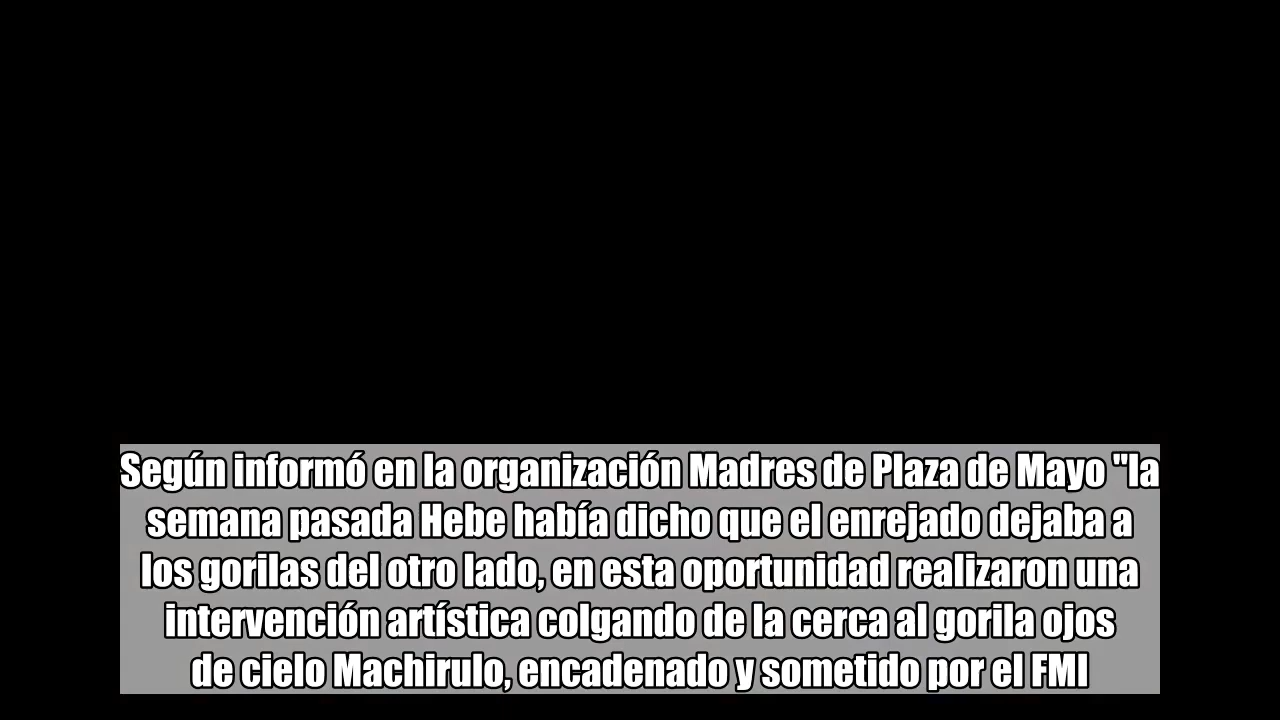 Según informó en la organización Madres de Plaza de Mayo "la
semana pasada Hebe había dicho que el enrejado dejaba a
los gorilas del otro lado, en esta oportunidad realizaron una
intervención artística colgando de la cerca al gorila ojos
de cielo Machirulo, encadenado y sometido por el FMI